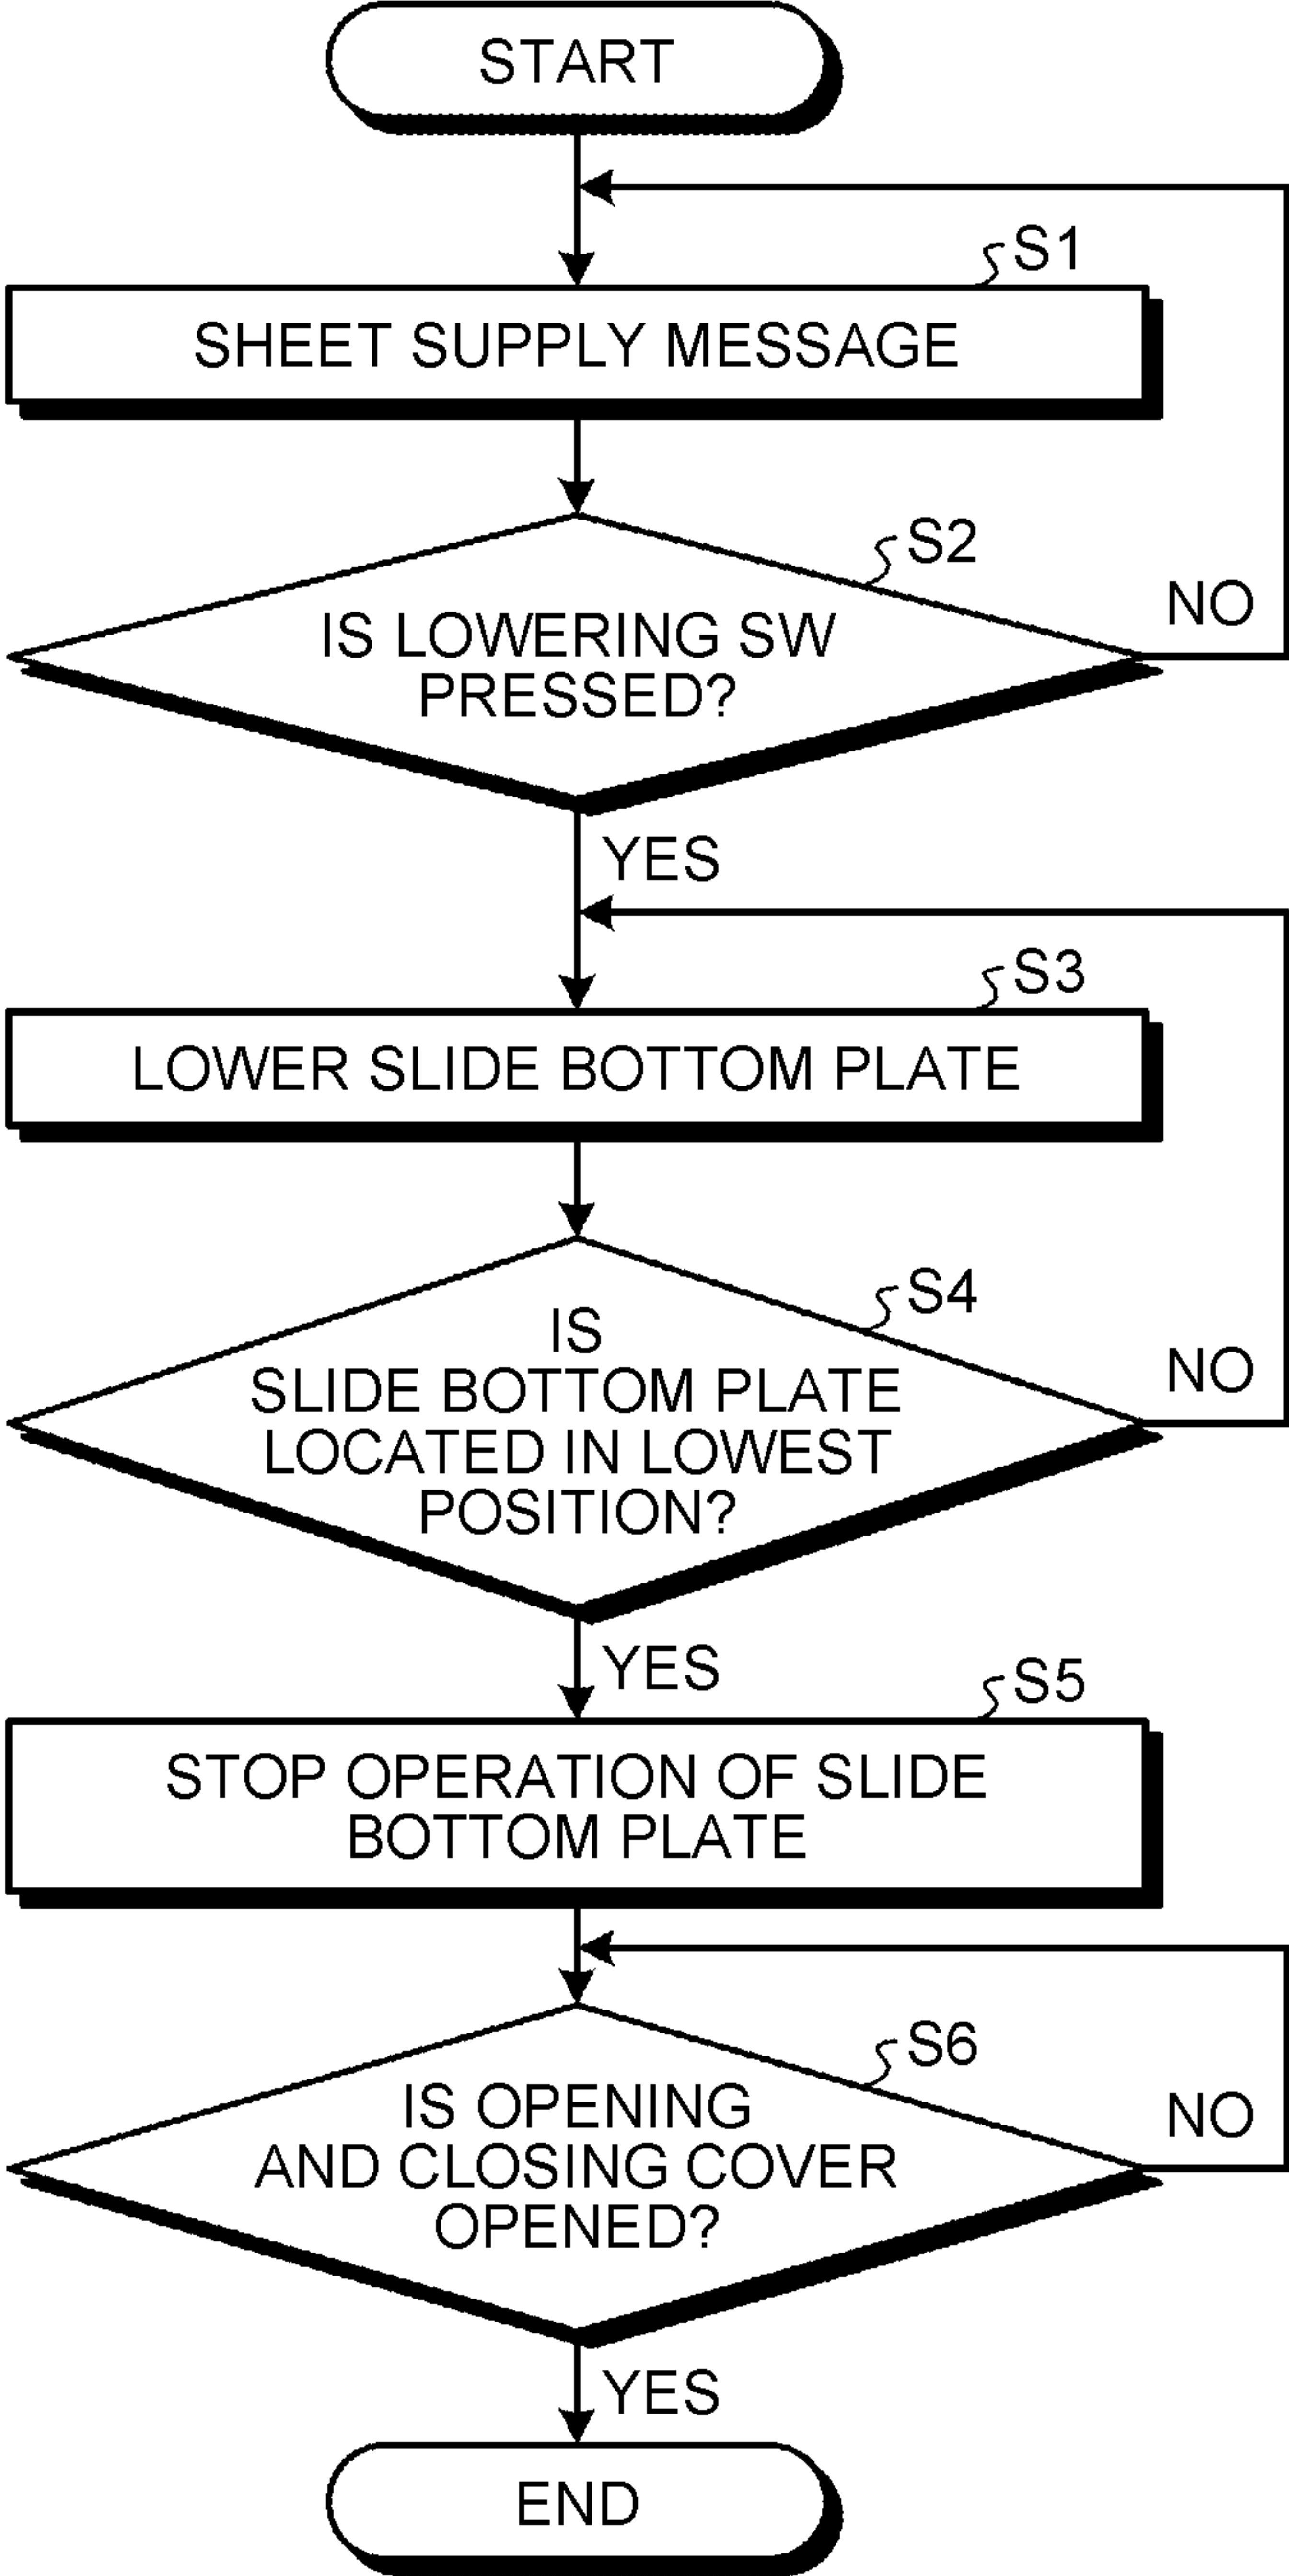 START
S1
SHEET SUPPLY MESSAGE
S2
NO
IS LOWERING SW
PRESSED?
YES
S3
LOWER SLIDE BOTTOM PLATE
S4
IS
NO
SLIDE BOTTOM PLATE
LOCATED IN LOWEST
POSITION?
YES
S5
STOP OPERATION OF SLIDE
BOTTOM PLATE
S6
IS OPENING
NO
AND CLOSING COVER
OPENED?
YES
END